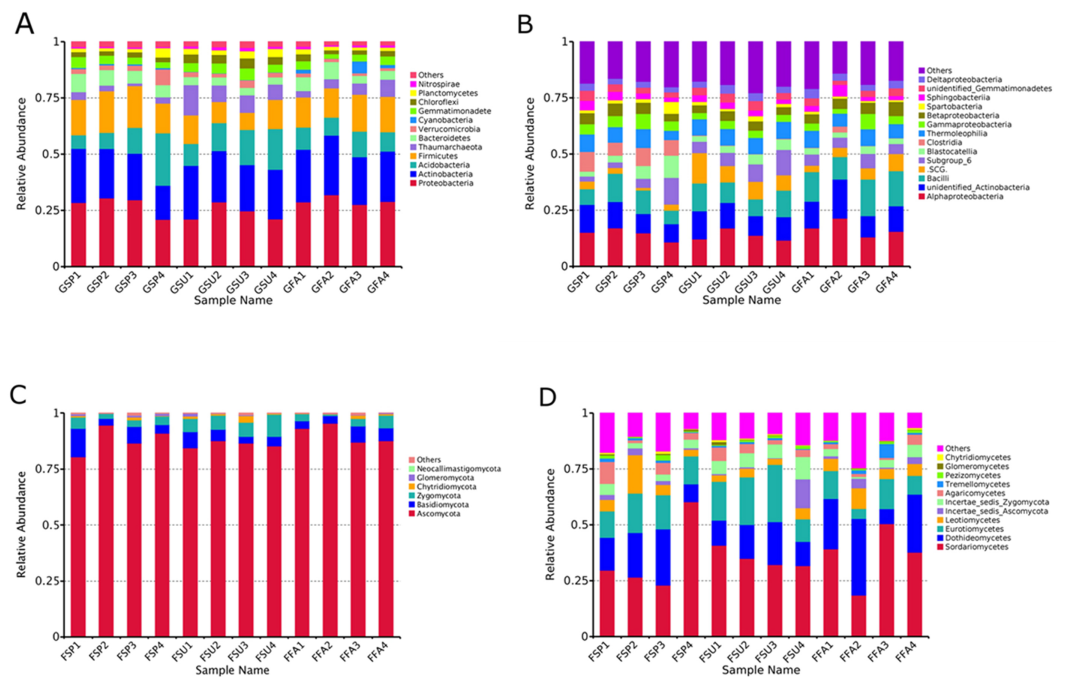 A
Relative Abundance
1
0.75
0.5
0.25
0
GSP1
GSP2
GSP3
GSP4
GSU1
GSU2
GSU3
GSU4
GFA1
GFA2
GFA3
GFA4
Sample Name
Others
Nitrospirae
Planctomycetes
Chloroflexi
Gemmatimonadete
Cyanobacteria
Verrucomicrobia
Bacteroidetes
Thaumarchaeota
Firmicutes
Acidobacteria
Actinobacteria
Proteobacteria
B
Relative Abundance
1
0.75
0.5
0.25
0
GSP1
GSP2
GSP3
GSP4
GSU1
GSU2
GSU3
GSU4
GFA1
GFA2
GFA3
GFA4
Sample Name
Others
Deltaproteobacteria
unidentified_Gemmatimonadetes
Sphingobacteriia
Spartobacteria
Betaproteobacteria
Gammaproteobacteria
Thermoleophilia
Clostridia
Blastocatellia
Subgroup_6
.SCG.
Bacilli
unidentified_Actinobacteria
Alphaproteobacteria
C
Relative Abundance
1
0.75
0.5
0.25
0
FSP1
FSP2
FSP3
FSP4
FSU1
FSU2
FSU3
FSU4
FFA1
FFA2
FFA3
FFA4
Sample Name
Others
Neocallimastigomycota
Glomeromycota
Chytridiomycota
Zygomycota
Basidiomycota
Ascomycota
D
Relative Abundance
1
0.75
0.5
0.25
0
FSP1
FSP2
FSP3
FSP4
FSU1
FSU2
FSU3
FSU4
FFA1
FFA2
FFA3
FFA4
Sample Name
Others
Chytridiomycetes
Glomeromycetes
Pezizomycetes
Tremellomycetes
Agaricomycetes
Incertae_sedis_Zygomycota
Incertae_sedis_Ascomycota
Leotiomycetes
Eurotiomycetes
Dothideomycetes
Sordariomycetes